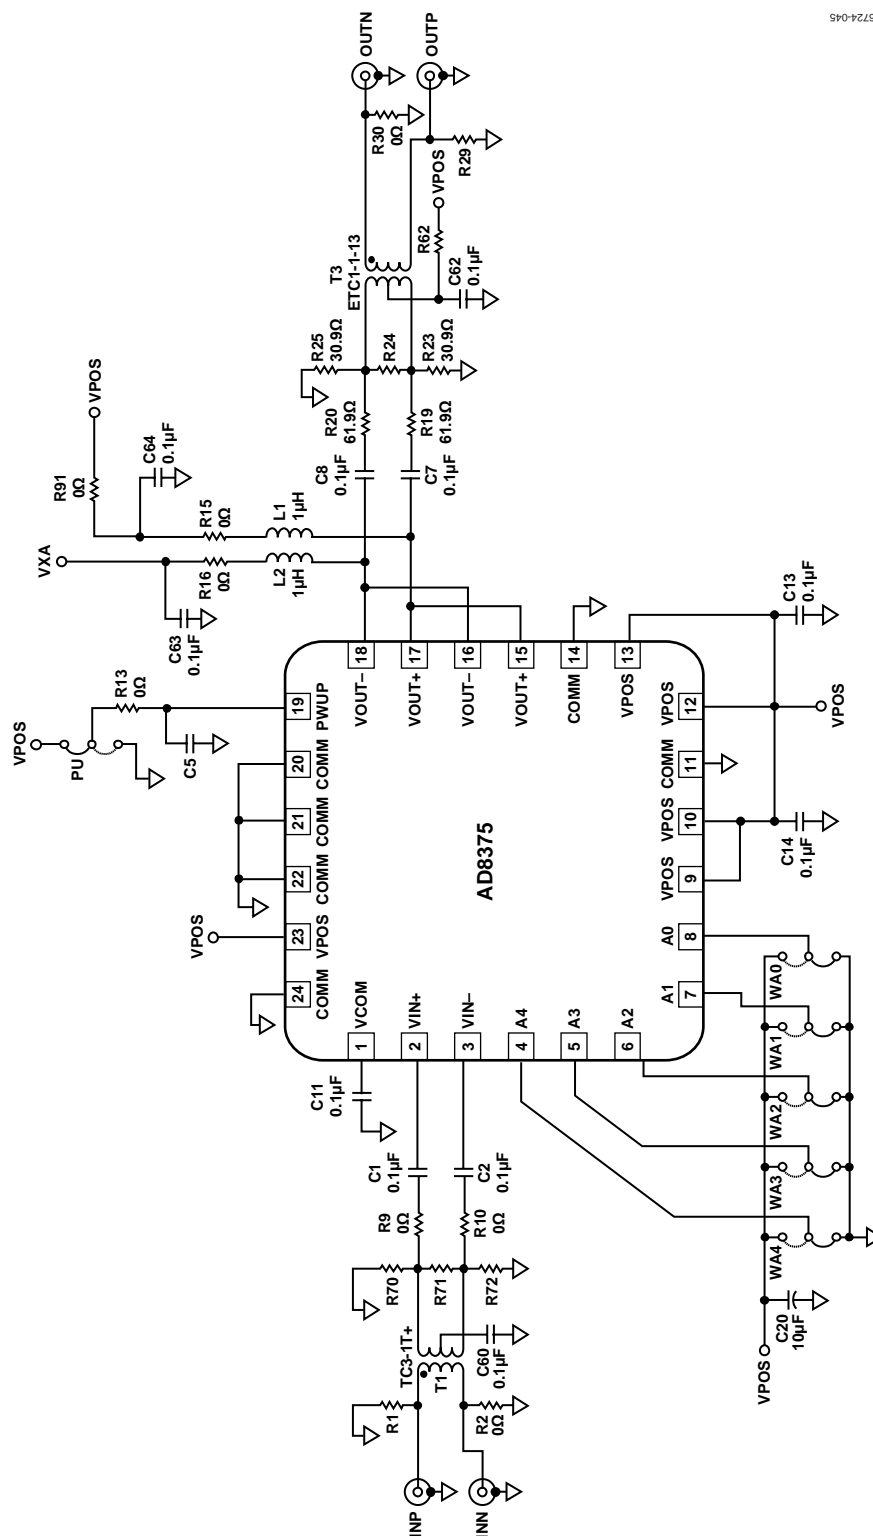 OUTN
OUTP
R30
0Ω
R29
VPOS
R62
C62
0.1µF
T3
ETC1-1-13
R25
30.9Ω
R24
R23
30.9Ω
R20
61.9Ω
R19
61.9Ω
C8
0.1µF
C7
0.1µF
VPOS
R91
0Ω
C64
0.1µF
R15
0Ω
L1
1µH
VXA
R16
0Ω
L2
1µH
C63
0.1µF
VPOS
PU
R13
0Ω
C5
19
PWUP
20
COMM
21
COMM
22
COMM
VPOS
23
VPOS
24
COMM
18
VOUT–
17
VOUT+
16
VOUT–
15
VOUT+
14
COMM
13
VPOS
C13
0.1µF
VPOS
12
VPOS
COMM
11
VPOS
10
VPOS
9
C14
0.1µF
A0
8
A1
7
AD8375
1
VCOM
2
VIN+
3
VIN–
4
A4
5
A3
6
A2
C11
0.1µF
C1
0.1µF
C2
0.1µF
R9
0Ω
R10
0Ω
R70
R71
R72
TC3-1T+
T1
C60
0.1µF
R1
R2
0Ω
INP
INN
WA0
WA1
WA2
WA3
WA4
C20
10µF
VPOS